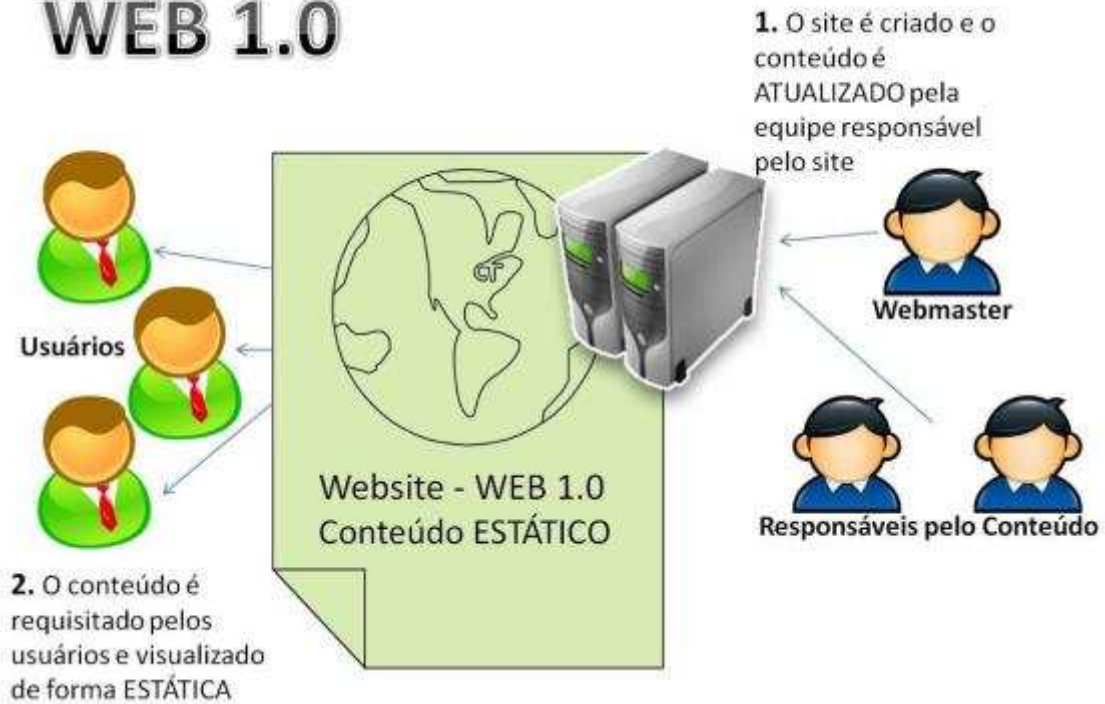 WEB 1.0
1. O site é criado e o
conteúdo é
ATUALIZADO pela
equipe responsável
pelo site
Webmaster
Usuários
Website - WEB 1.0
Conteúdo ESTÁTICO
Responsáveis pelo Conteúdo
2. O conteúdo é
requisitado pelos
usuários e visualizado
de forma ESTÁTICA